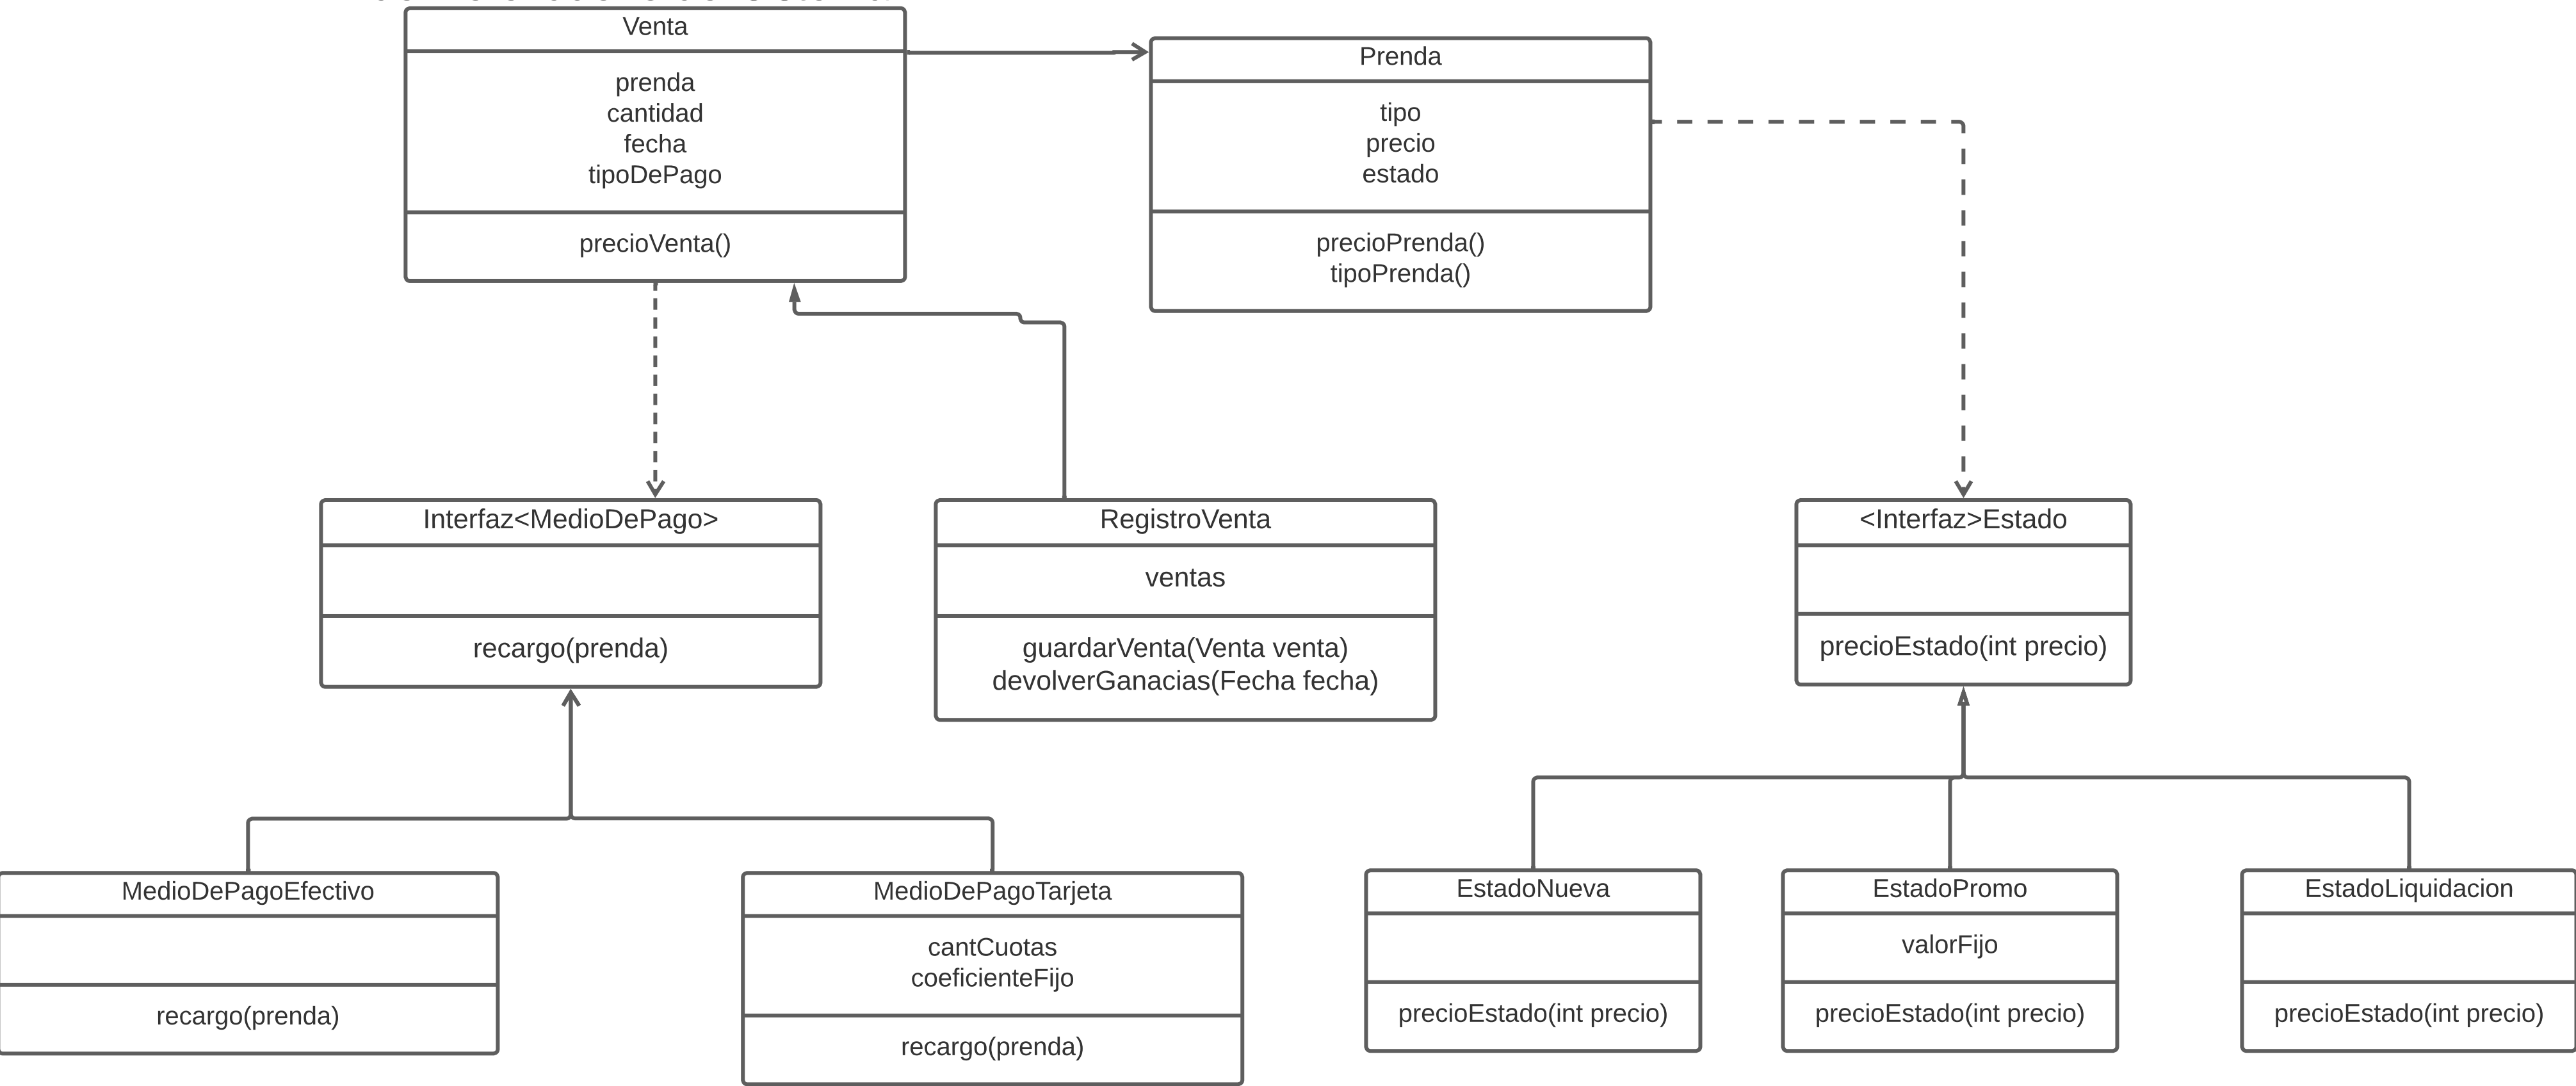 Venta
prenda
cantidad
fecha
tipoDePago
precioVenta()
Prenda
tipo
precio
estado
precioPrenda()
tipoPrenda()
Interfaz<MedioDePago>
recargo(prenda)
RegistroVenta
ventas
guardarVenta(Venta venta)
devolverGanacias(Fecha fecha)
<Interfaz>Estado
precioEstado(int precio)
MedioDePagoEfectivo
recargo(prenda)
MedioDePagoTarjeta
cantCuotas
coeficienteFijo
recargo(prenda)
EstadoNueva
precioEstado(int precio)
EstadoPromo
valorFijo
precioEstado(int precio)
EstadoLiquidacion
precioEstado(int precio)